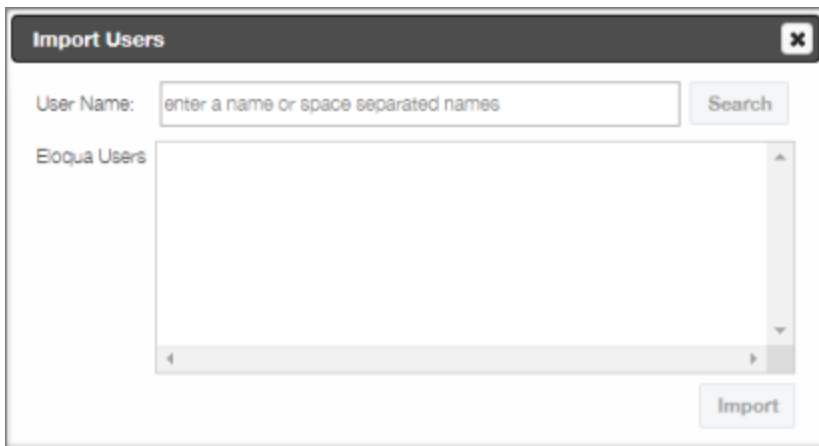 Import Users
User Name: enter a name or space separated names Search
Eloqua Users
Import